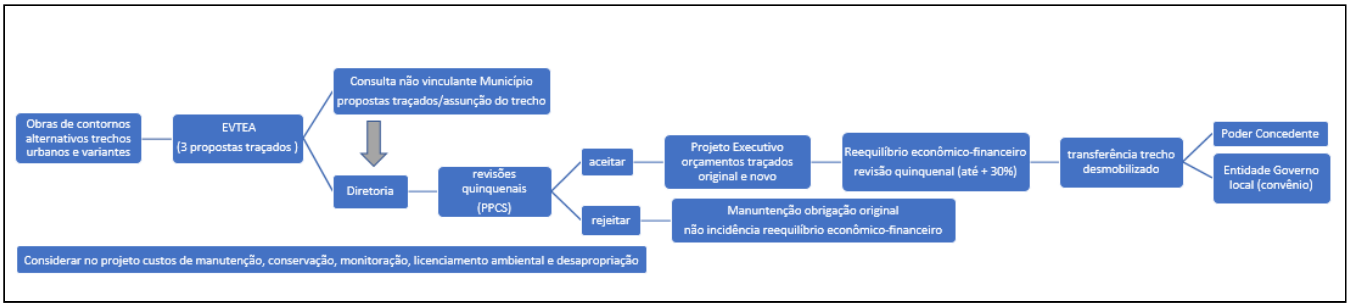 Obras de contornos
alternativos trechos
urbanos e variantes
EVTEA
(3 propostas traçados )
Consulta não vinculante Município
propostas traçados/assunção do trecho
Diretoria
revisões
quinquenais
(PPCS)
aceitar
Projeto Executivo
orçamentos traçados
original e novo
Reequilíbrio econômico-financeiro
revisão quinquenal (até + 30%)
transferência trecho
desmobilizado
Poder Concedente
Entidade Governo
local (convênio)
rejeitar
Manuntenção obrigação original
não incidência reequilíbrio econômico-financeiro
Considerar no projeto custos de manutenção, conservação, monitoração, licenciamento ambiental e desapropriação